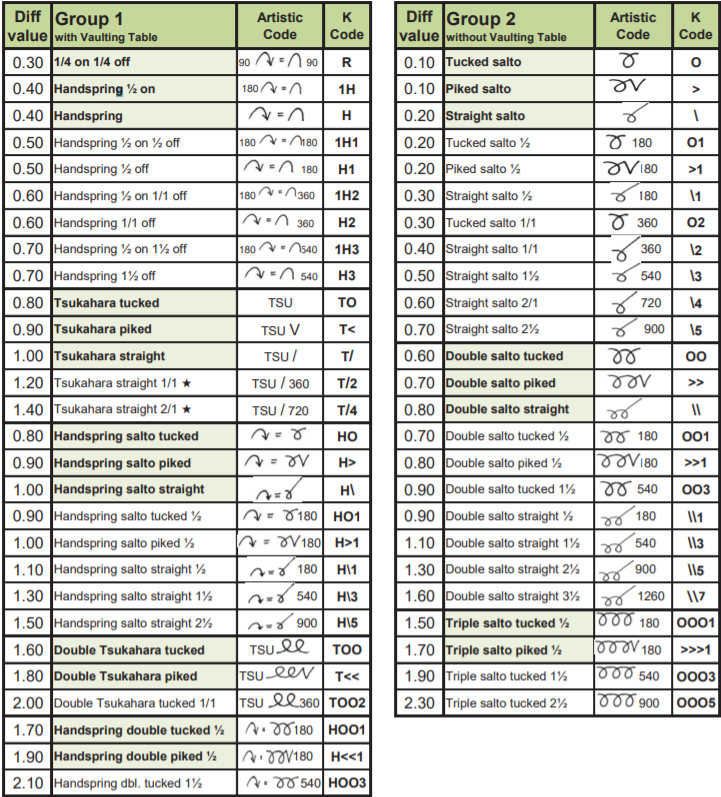 Diff value Group 1 with Vaulting Table Artistic Code K Code
0.30 1/4 on 1/4 off 90 = 90 R
0.40 Handspring ½ on 180 = 1H
0.40 Handspring = H
0.50 Handspring ½ on ½ off 180 = 180 1H1
0.50 Handspring ½ off = 180 H1
0.60 Handspring ½ on 1/1 off 180 = 360 1H2
0.60 Handspring 1/1 off = 360 H2
0.70 Handspring ½ on 1½ off 180 = 540 1H3
0.70 Handspring 1½ off = 540 H3
0.80 Tsukahara tucked TSU TO
0.90 Tsukahara piked TSU V T<
1.00 Tsukahara straight TSU / T/
1.20 Tsukahara straight 1/1 ★ TSU / 360 T/2
1.40 Tsukahara straight 2/1 ★ TSU / 720 T/4
0.80 Handspring salto tucked = HO
0.90 Handspring salto piked = H>
1.00 Handspring salto straight = H\
0.90 Handspring salto tucked ½ = 180 HO1
1.00 Handspring salto piked ½ = 180 H>1
1.10 Handspring salto straight ½ = 180 H\1
1.30 Handspring salto straight 1½ = 540 H\3
1.50 Handspring salto straight 2½ = 900 H\5
1.60 Double Tsukahara tucked TSU TOO
1.80 Double Tsukahara piked TSU T<<
2.00 Double Tsukahara tucked 1/1 TSU 360 TOO2
1.70 Handspring double tucked ½ 180 HOO1
1.90 Handspring double piked ½ 180 H<<1
2.10 Handspring dbl. tucked 1½ 540 HOO3
Diff value Group 2 without Vaulting Table Artistic Code K Code
0.10 Tucked salto O
0.10 Piked salto >
0.20 Straight salto \
0.20 Tucked salto ½ 180 O1
0.20 Piked salto ½ 180 >1
0.30 Straight salto ½ 180 \1
0.30 Tucked salto 1/1 360 O2
0.40 Straight salto 1/1 360 \2
0.50 Straight salto 1½ 540 \3
0.60 Straight salto 2/1 720 \4
0.70 Straight salto 2½ 900 \5
0.60 Double salto tucked OO
0.70 Double salto piked >>
0.80 Double salto straight \\
0.70 Double salto tucked ½ 180 OO1
0.80 Double salto piked ½ 180 >>1
0.90 Double salto tucked 1½ 540 OO3
0.90 Double salto straight ½ 180 \\1
1.10 Double salto straight 1½ 540 \\3
1.30 Double salto straight 2½ 900 \\5
1.60 Double salto straight 3½ 1260 \\7
1.50 Triple salto tucked ½ 180 OOO1
1.70 Triple salto piked ½ 180 >>>1
1.90 Triple salto tucked 1½ 540 OOO3
2.30 Triple salto tucked 2½ 900 OOO5